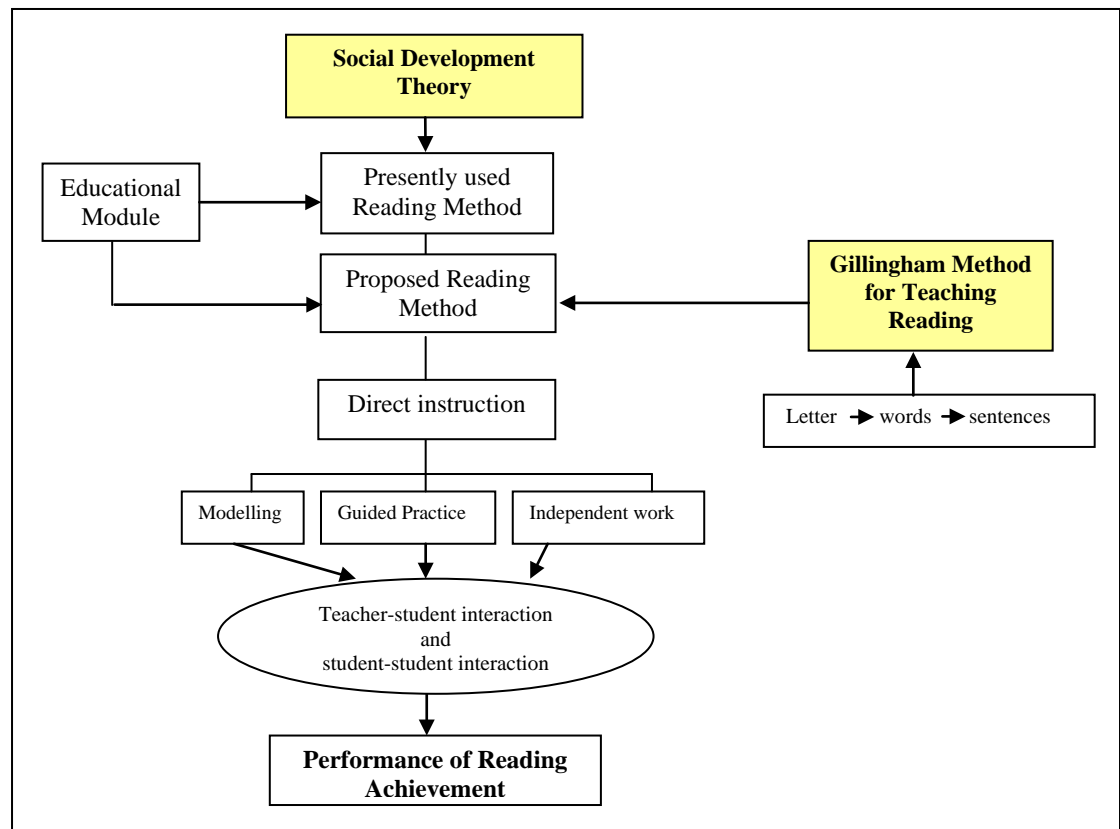 Social Development
Theory
Presently used
Reading Method
Educational
Module
Proposed Reading
Method
Gillingham Method
for Teaching
Reading
Direct instruction
Letter → words → sentences
Modelling
Guided Practice
Independent work
Teacher-student interaction
and
student-student interaction
Performance of Reading
Achievement